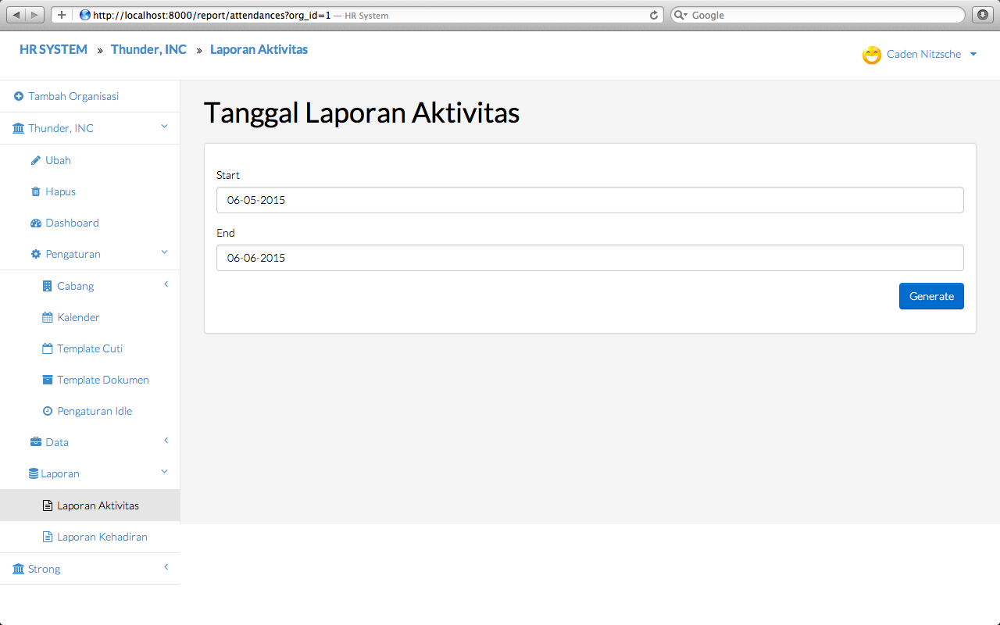 http://localhost:8000/report/attendances?org_id=1 — HR System
Google
HR SYSTEM » Thunder, INC » Laporan Aktivitas
Caden Nitzsche
Tambah Organisasi
Thunder, INC
Ubah
Hapus
Dashboard
Pengaturan
Cabang
Kalender
Template Cuti
Template Dokumen
Pengaturan Idle
Data
Laporan
Laporan Aktivitas
Laporan Kehadiran
Strong
Tanggal Laporan Aktivitas
Start
06-05-2015
End
06-06-2015
Generate